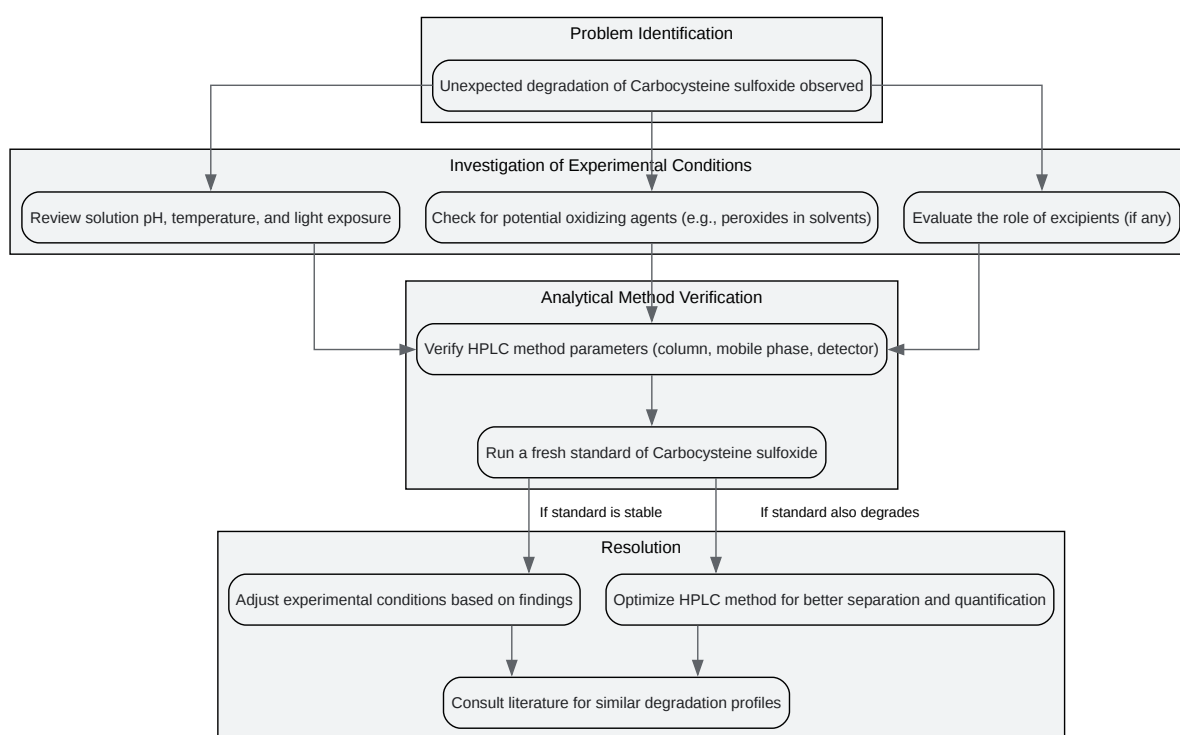 Problem Identification
Unexpected degradation of Carbocysteine sulfoxide observed
Investigation of Experimental Conditions
Review solution pH, temperature, and light exposure
Check for potential oxidizing agents (e.g., peroxides in solvents)
Evaluate the role of excipients (if any)
Analytical Method Verification
Verify HPLC method parameters (column, mobile phase, detector)
Run a fresh standard of Carbocysteine sulfoxide
If standard is stable
If standard also degrades
Resolution
Adjust experimental conditions based on findings
Optimize HPLC method for better separation and quantification
Consult literature for similar degradation profiles